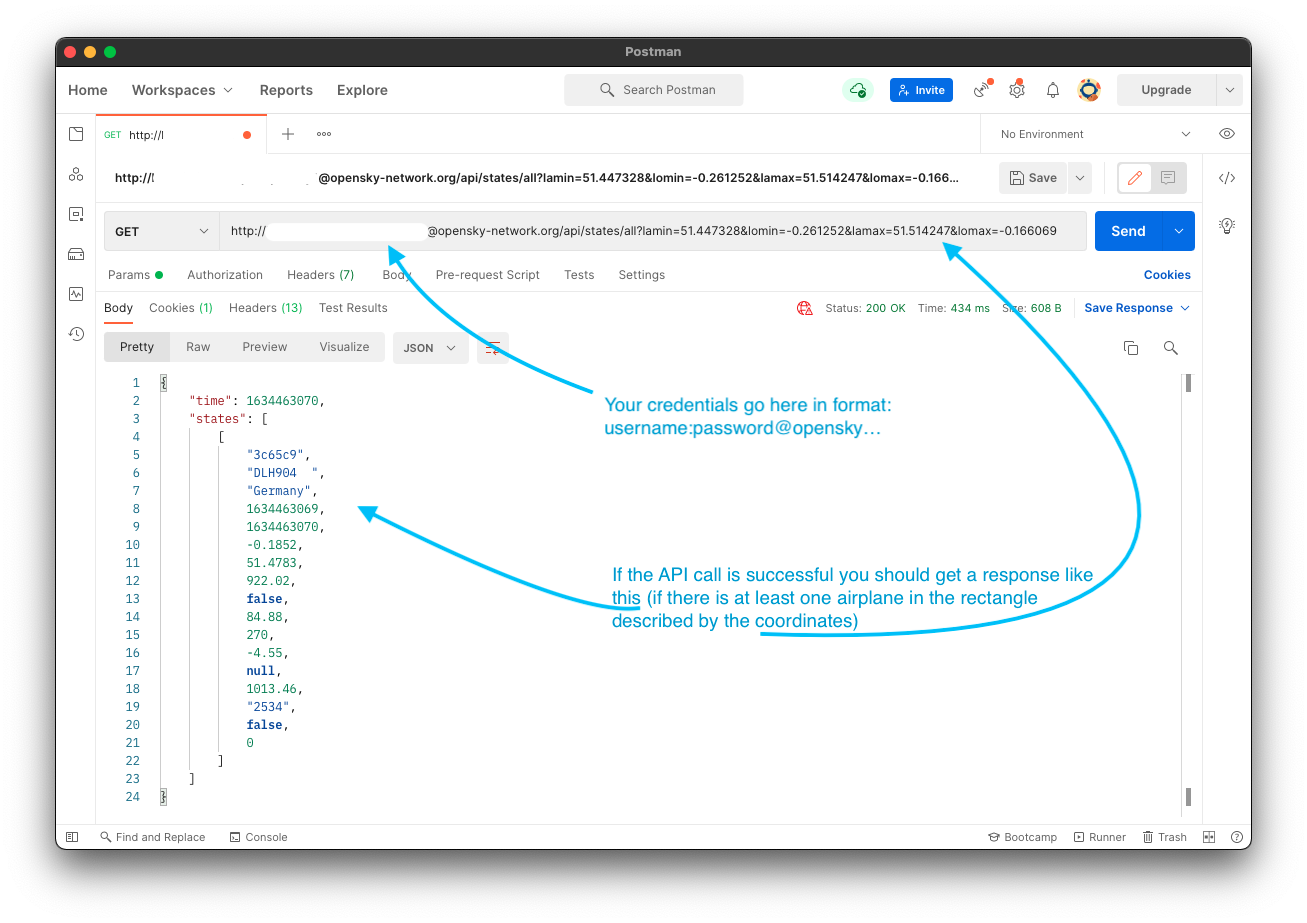 Postman
Home Workspaces Reports Explore Search Postman Invite Upgrade
GET http://l No Environment
http://l @opensky-network.org/api/states/all?lamin=51.447328&lomin=-0.261252&lamax=51.514247&lomax=-0.166... Save
GET http:// @opensky-network.org/api/states/all?lamin=51.447328&lomin=-0.261252&lamax=51.514247&lomax=-0.166069 Send
Params Authorization Headers (7) Body Pre-request Script Tests Settings Cookies
Body Cookies (1) Headers (13) Test Results Status: 200 OK Time: 434 ms Size: 608 B Save Response
Pretty Raw Preview Visualize JSON
1 {
2 "time": 1634463070,
3 "states": [
4 [
5 "3c65c9",
6 "DLH904  ",
7 "Germany",
8 1634463069,
9 1634463070,
10 -0.1852,
11 51.4783,
12 922.02,
13 false,
14 84.88,
15 270,
16 -4.55,
17 null,
18 1013.46,
19 "2534",
20 false,
21 0
22 ]
23 ]
24 }
Your credentials go here in format:
username:password@opensky...
If the API call is successful you should get a response like
this (if there is at least one airplane in the rectangle
described by the coordinates)
Find and Replace Console Bootcamp Runner Trash